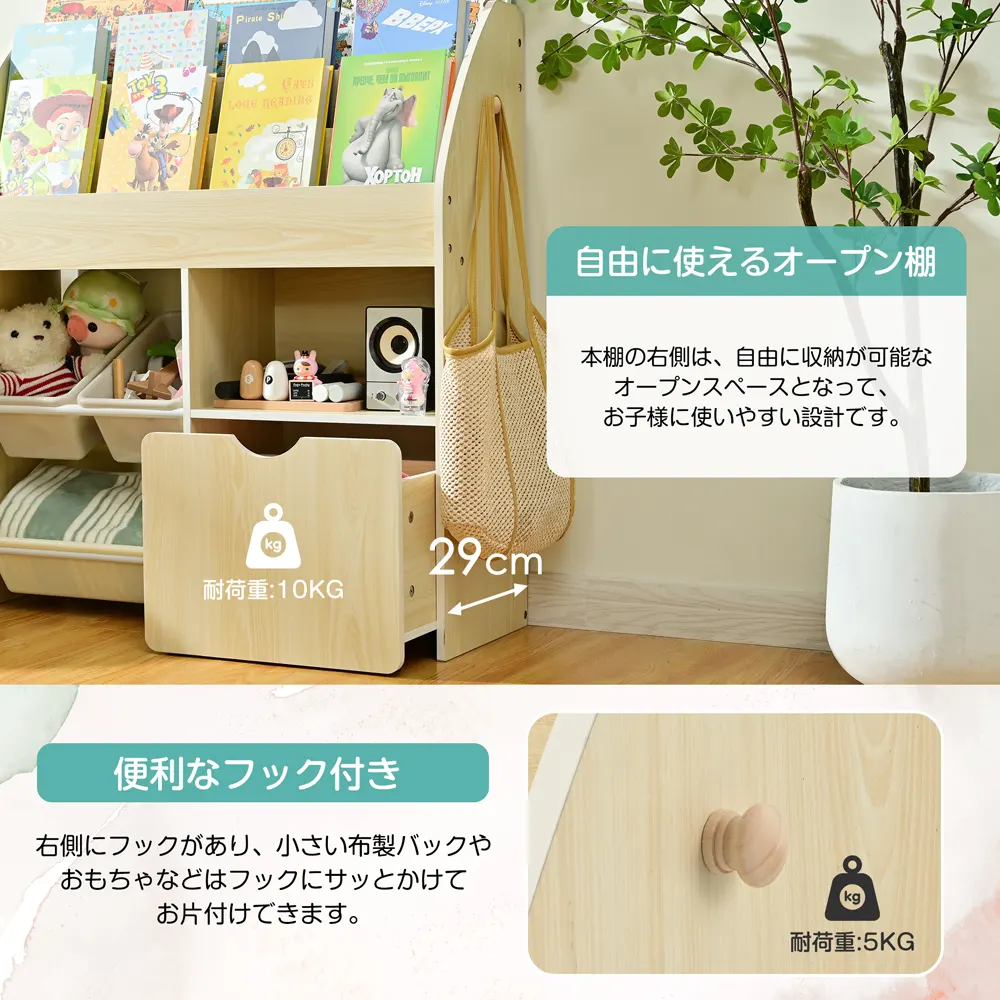 Pirate Sh
ВВЕРХ
TOY
STORY
3
CATS
LOVE READING
ХОРТОН
自由に使えるオープン棚
本棚の右側は、自由に収納が可能な
オープンスペースとなって、
お子様に使いやすい設計です。
kg
耐荷重:10KG
29cm
便利なフック付き
右側にフックがあり、小さい布製バックや
おもちゃなどはフックにサッとかけて
お片付けできます。
kg
耐荷重:5KG